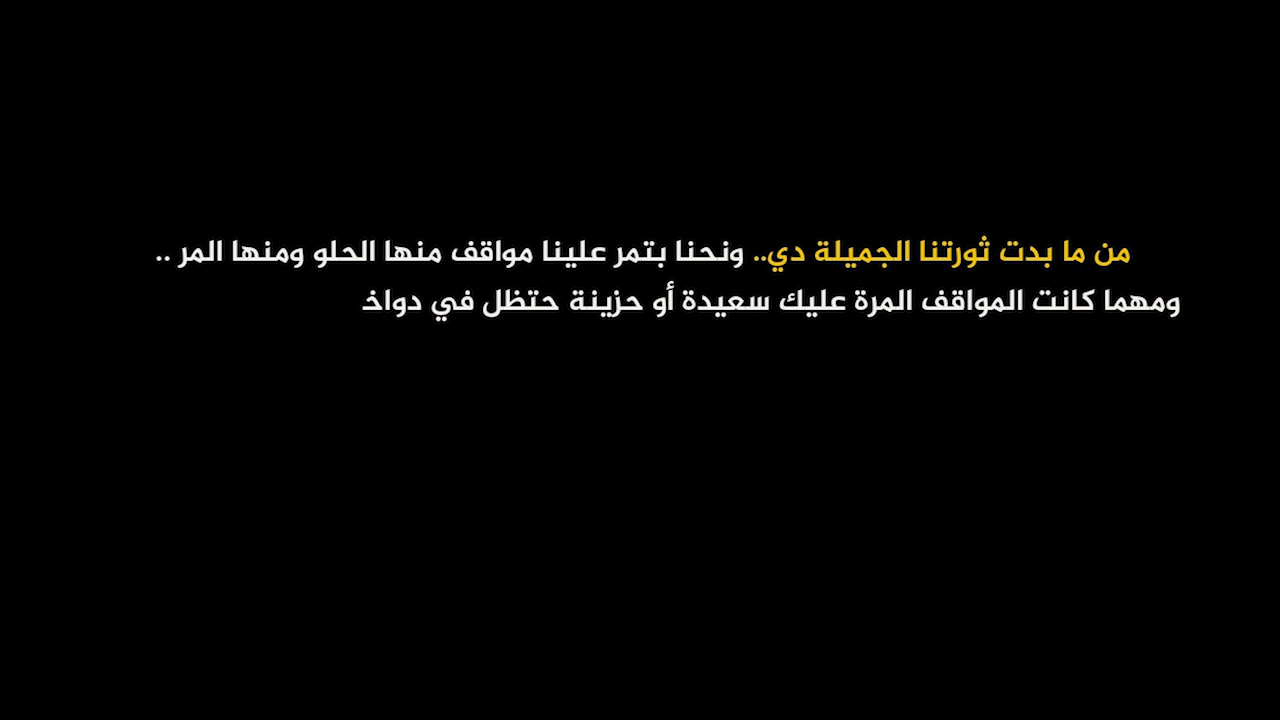 من ما بدت ثورتنا الجميلة دي.. ونحنا بتمر علينا مواقف منها الحلو ومنها المر ..
ومهما كانت المواقف المرة عليك سعيدة أو حزينة حتظل في دواخ